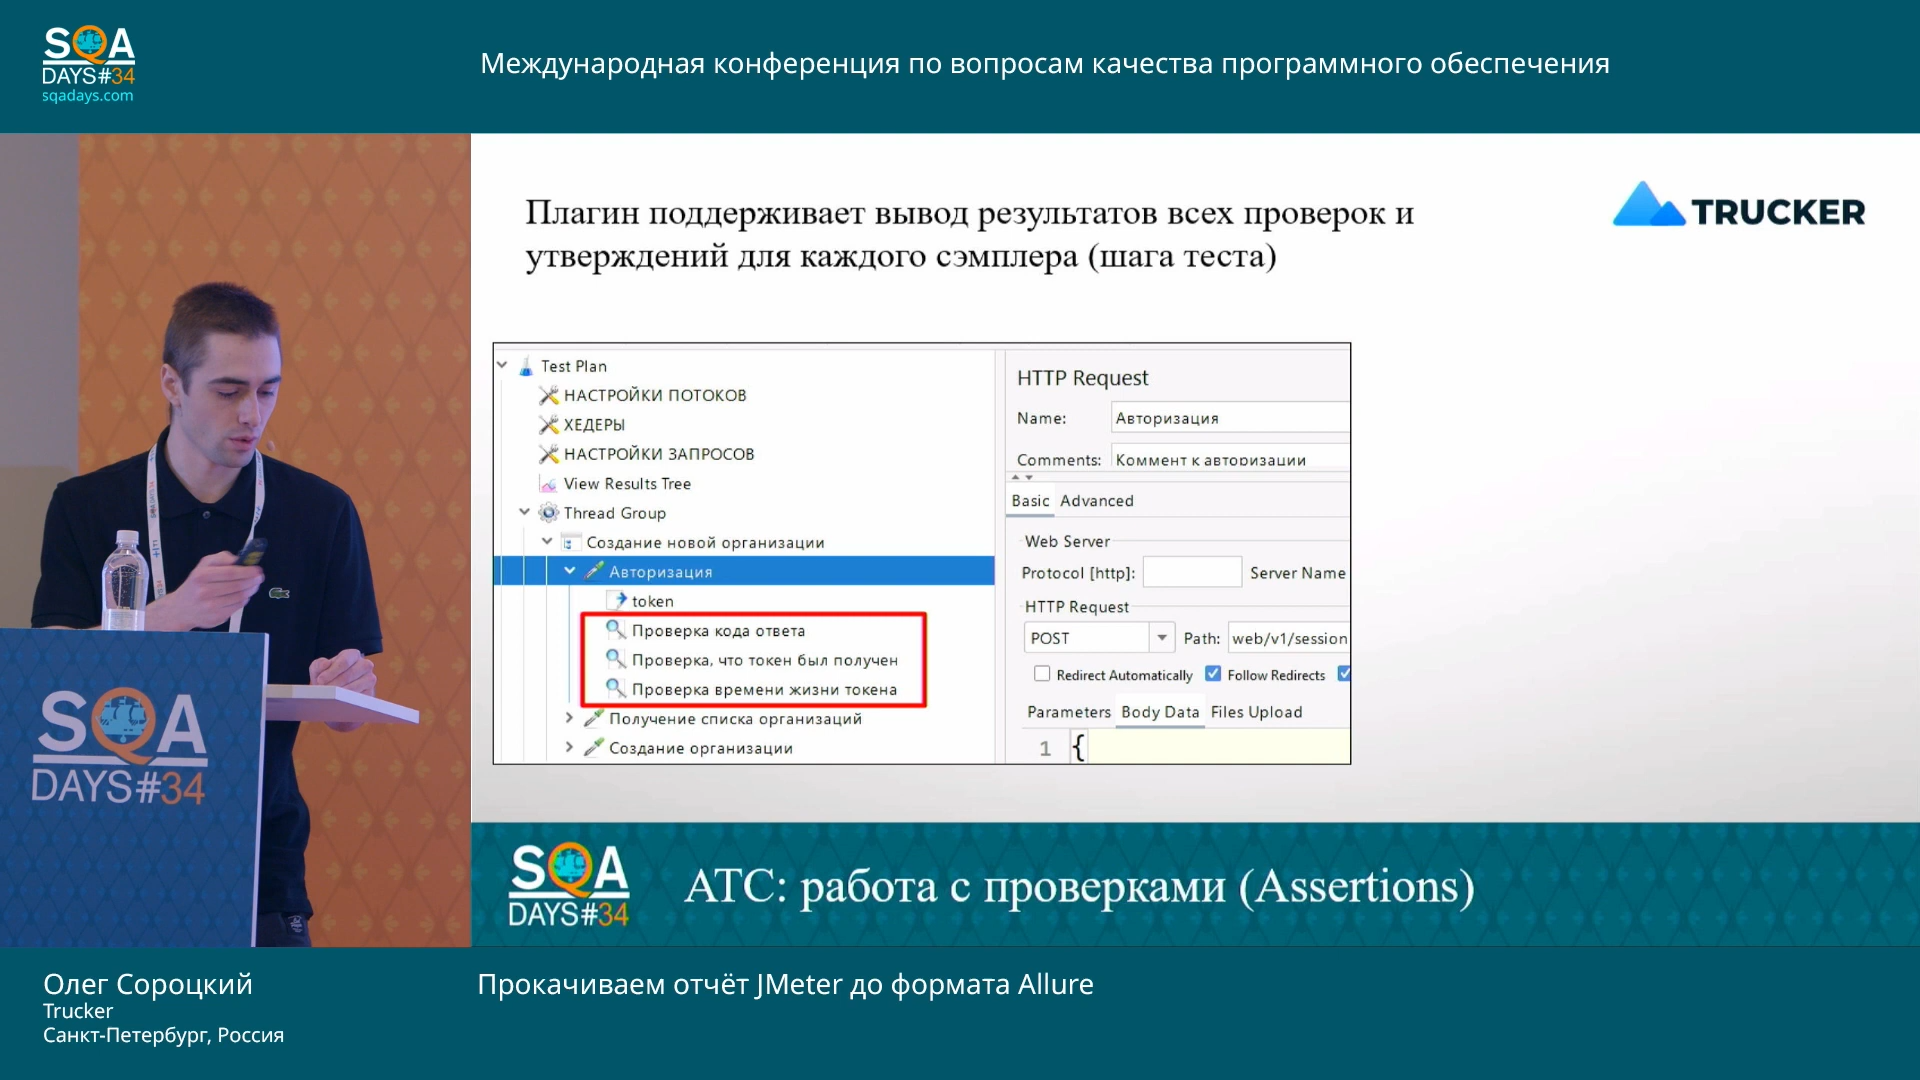 SQA
DAYS#34
sqadays.com
Международная конференция по вопросам качества программного обеспечения
Плагин поддерживает вывод результатов всех проверок и
утверждений для каждого сэмплера (шага теста)
TRUCKER
Test Plan
НАСТРОЙКИ ПОТОКОВ
ХЕДЕРЫ
НАСТРОЙКИ ЗАПРОСОВ
View Results Tree
Thread Group
Создание новой организации
Авторизация
token
Проверка кода ответа
Проверка, что токен был получен
Проверка времени жизни токена
Получение списка организаций
Создание организации
HTTP Request
Name: Авторизация
Comments: Коммент к авторизации
Basic Advanced
Web Server
Protocol [http]: Server Name
HTTP Request
POST Path: web/v1/session
Redirect Automatically Follow Redirects
Parameters Body Data Files Upload
1 {
SQA
DAYS#34
SQA
DAYS#34
АТС: работа с проверками (Assertions)
Олег Сороцкий
Trucker
Санкт-Петербург, Россия
Прокачиваем отчёт JMeter до формата Allure